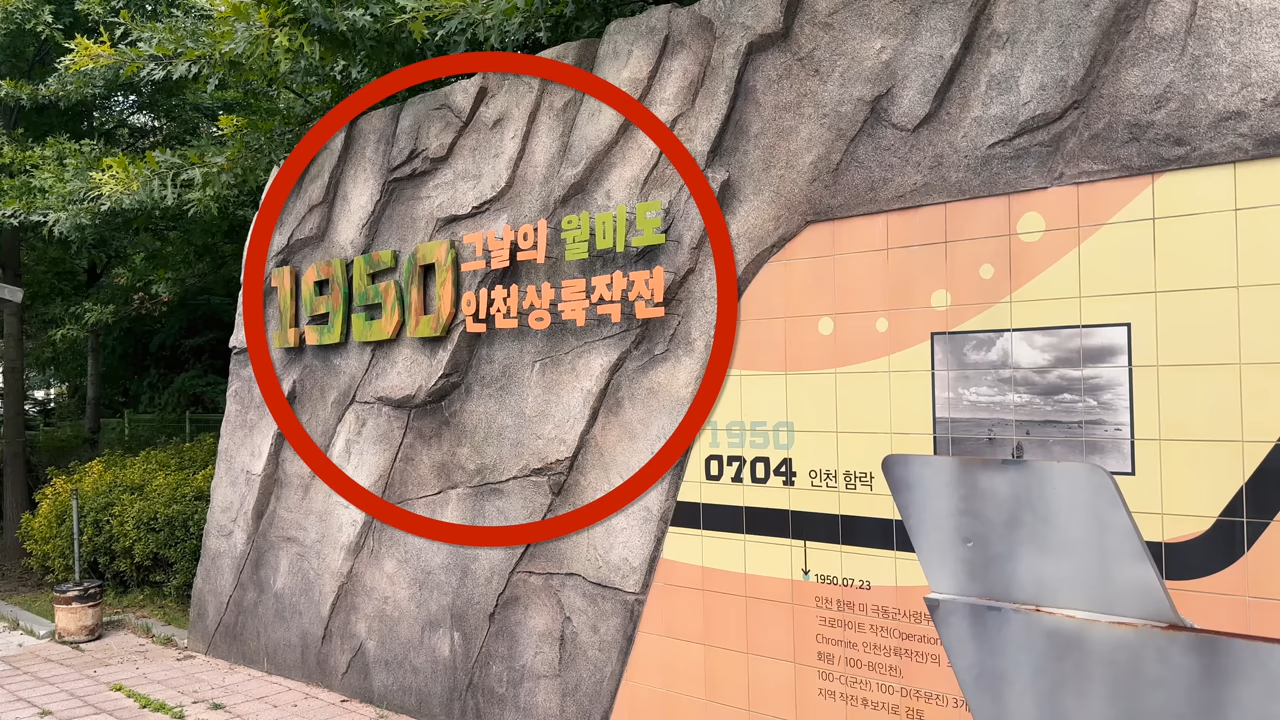 1950 그날의 월미도
인천상륙작전
1950
0704 인천 함락
1950.07.23
인천 함락 미 극동군사령부
'크로마이트 작전(Operation
Chromite, 인천상륙작전)'의
회람 / 100-B(인천),
100-C(군산), 100-D(주문진) 3개
지역 작전 후보지로 검토